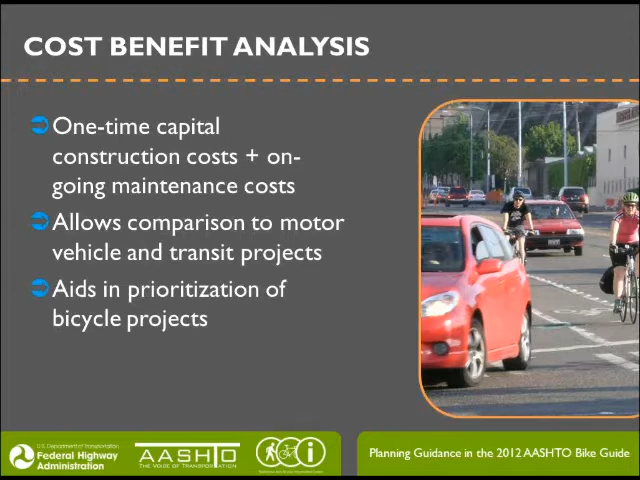 COST BENEFIT ANALYSIS
One-time capital
construction costs + on-
going maintenance costs
Allows comparison to motor
vehicle and transit projects
Aids in prioritization of
bicycle projects
U.S. Department of Transportation
Federal Highway
Administration
AASHTO
THE VOICE OF TRANSPORTATION
Planning Guidance in the 2012 AASHTO Bike Guide